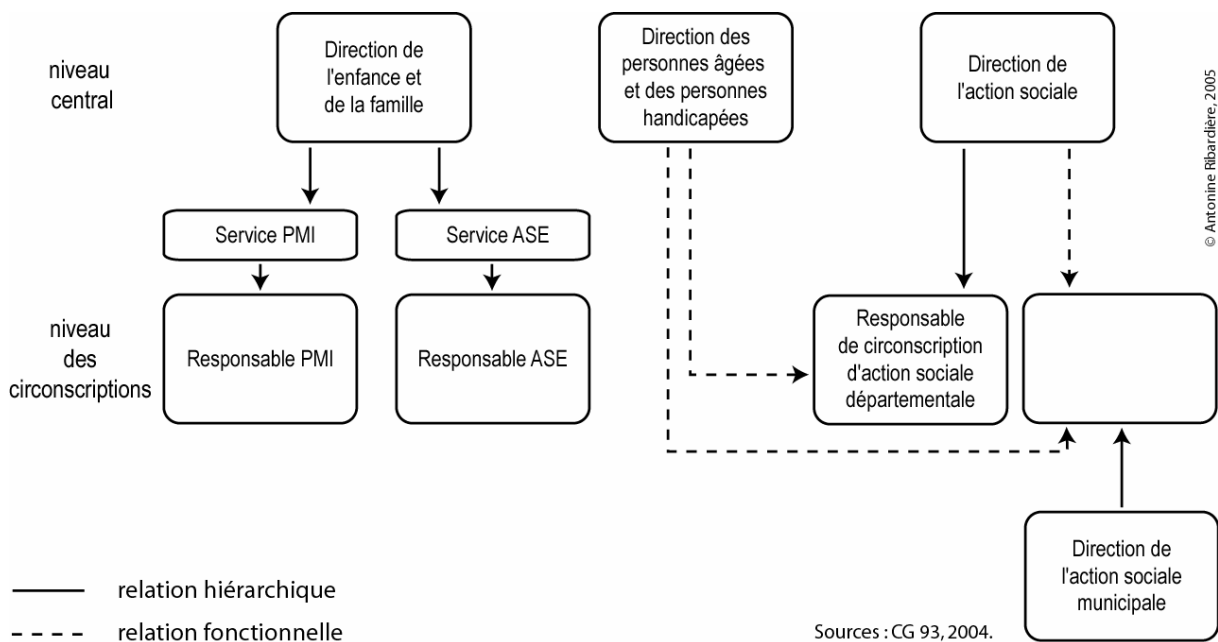 niveau
central
Direction de
l'enfance et
de la famille
Direction des
personnes âgées
et des personnes
handicapées
Direction de
l'action sociale
© Antonine Ribardière, 2005
Service PMI
Service ASE
niveau
des
circonscriptions
Responsable PMI
Responsable ASE
Responsable
de circonscription
d'action sociale
départementale
Direction de
l'action sociale
municipale
relation hiérarchique
relation fonctionnelle
Sources : CG 93, 2004.